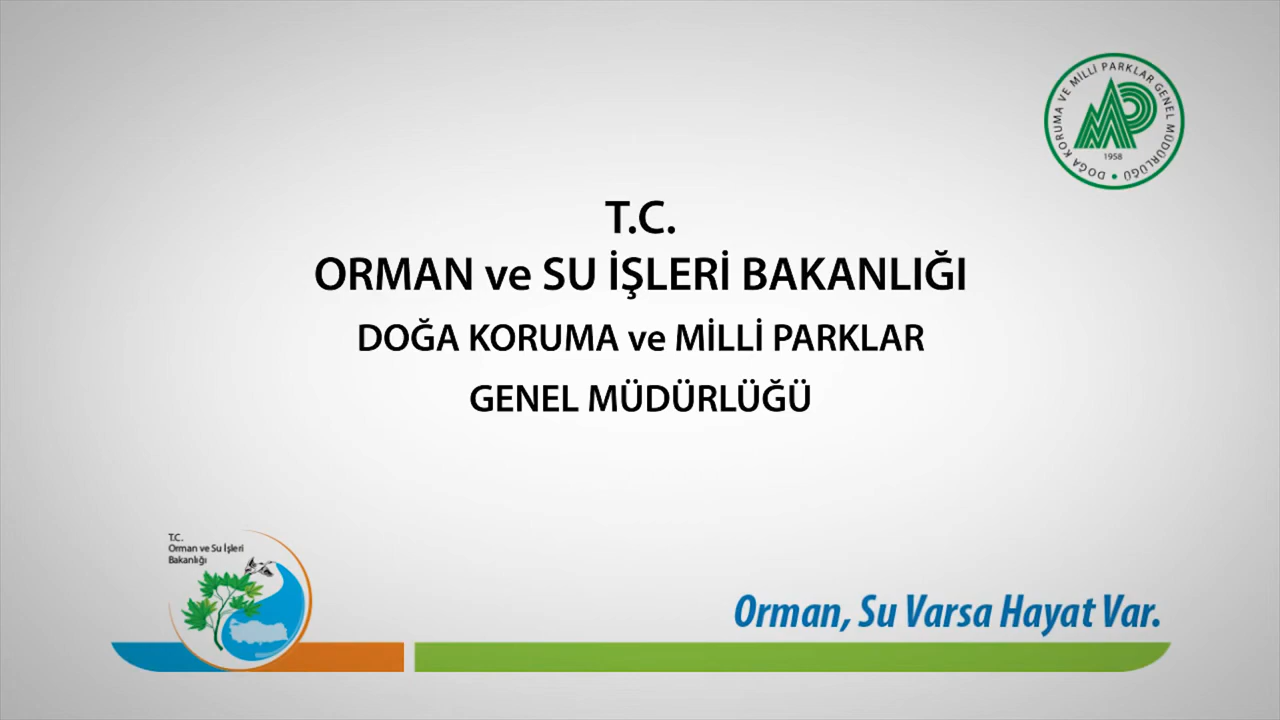 DOĞA KORUMA VE MİLLİ PARKLAR GENEL MÜDÜRLÜĞÜ
MP
1958
T.C.
ORMAN ve SU İŞLERİ BAKANLIĞI
DOĞA KORUMA ve MİLLİ PARKLAR
GENEL MÜDÜRLÜĞÜ
T.C.
Orman ve Su İşleri
Bakanlığı
Orman, Su Varsa Hayat Var.